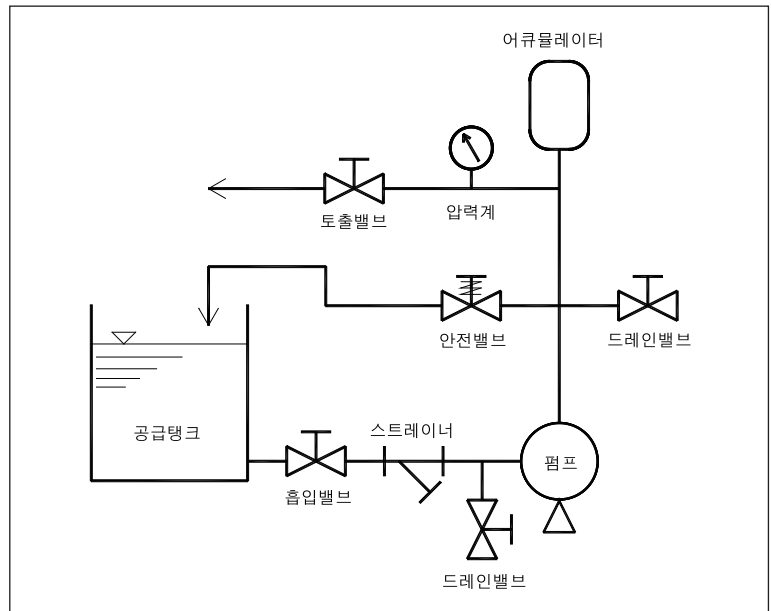 어큐뮬레이터
토출밸브
압력계
안전밸브
드레인밸브
공급탱크
스트레이너
펌프
흡입밸브
드레인밸브